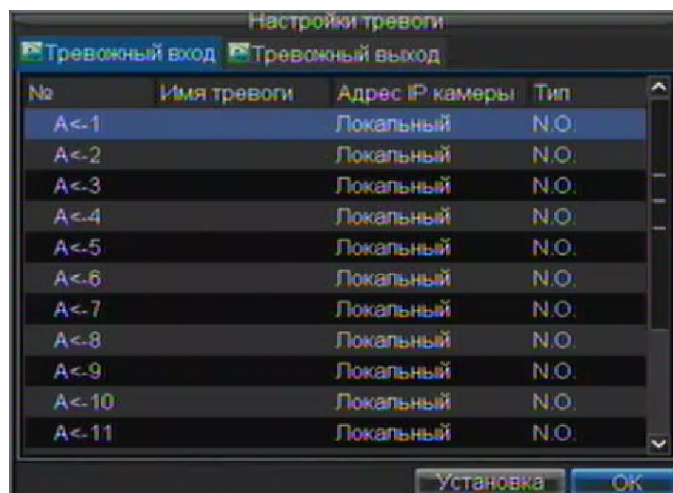 Настройки тревоги
Тревожный вход Тревожный выход
№ Имя тревоги Адрес IP камеры Тип
A<-1 Локальный N.O.
A<-2 Локальный N.O.
A<-3 Локальный N.O.
A<-4 Локальный N.O.
A<-5 Локальный N.O.
A<-6 Локальный N.O.
A<-7 Локальный N.O.
A<-8 Локальный N.O.
A<-9 Локальный N.O.
A<-10 Локальный N.O.
A<-11 Локальный N.O.
Установка OK